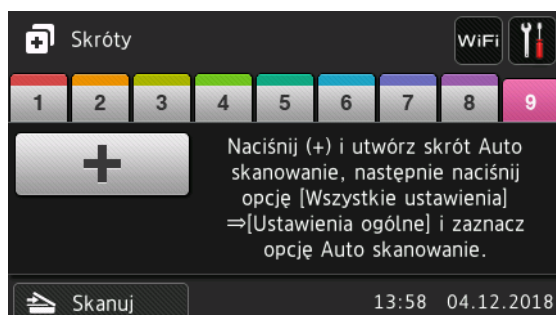 Skróty
WiFi
1 2 3 4 5 6 7 8 9
Naciśnij (+) i utwórz skrót Auto
skanowanie, następnie naciśnij
opcję [Wszystkie ustawienia]
⇒[Ustawienia ogólne] i zaznacz
opcję Auto skanowanie.
Skanuj
13:58 04.12.2018